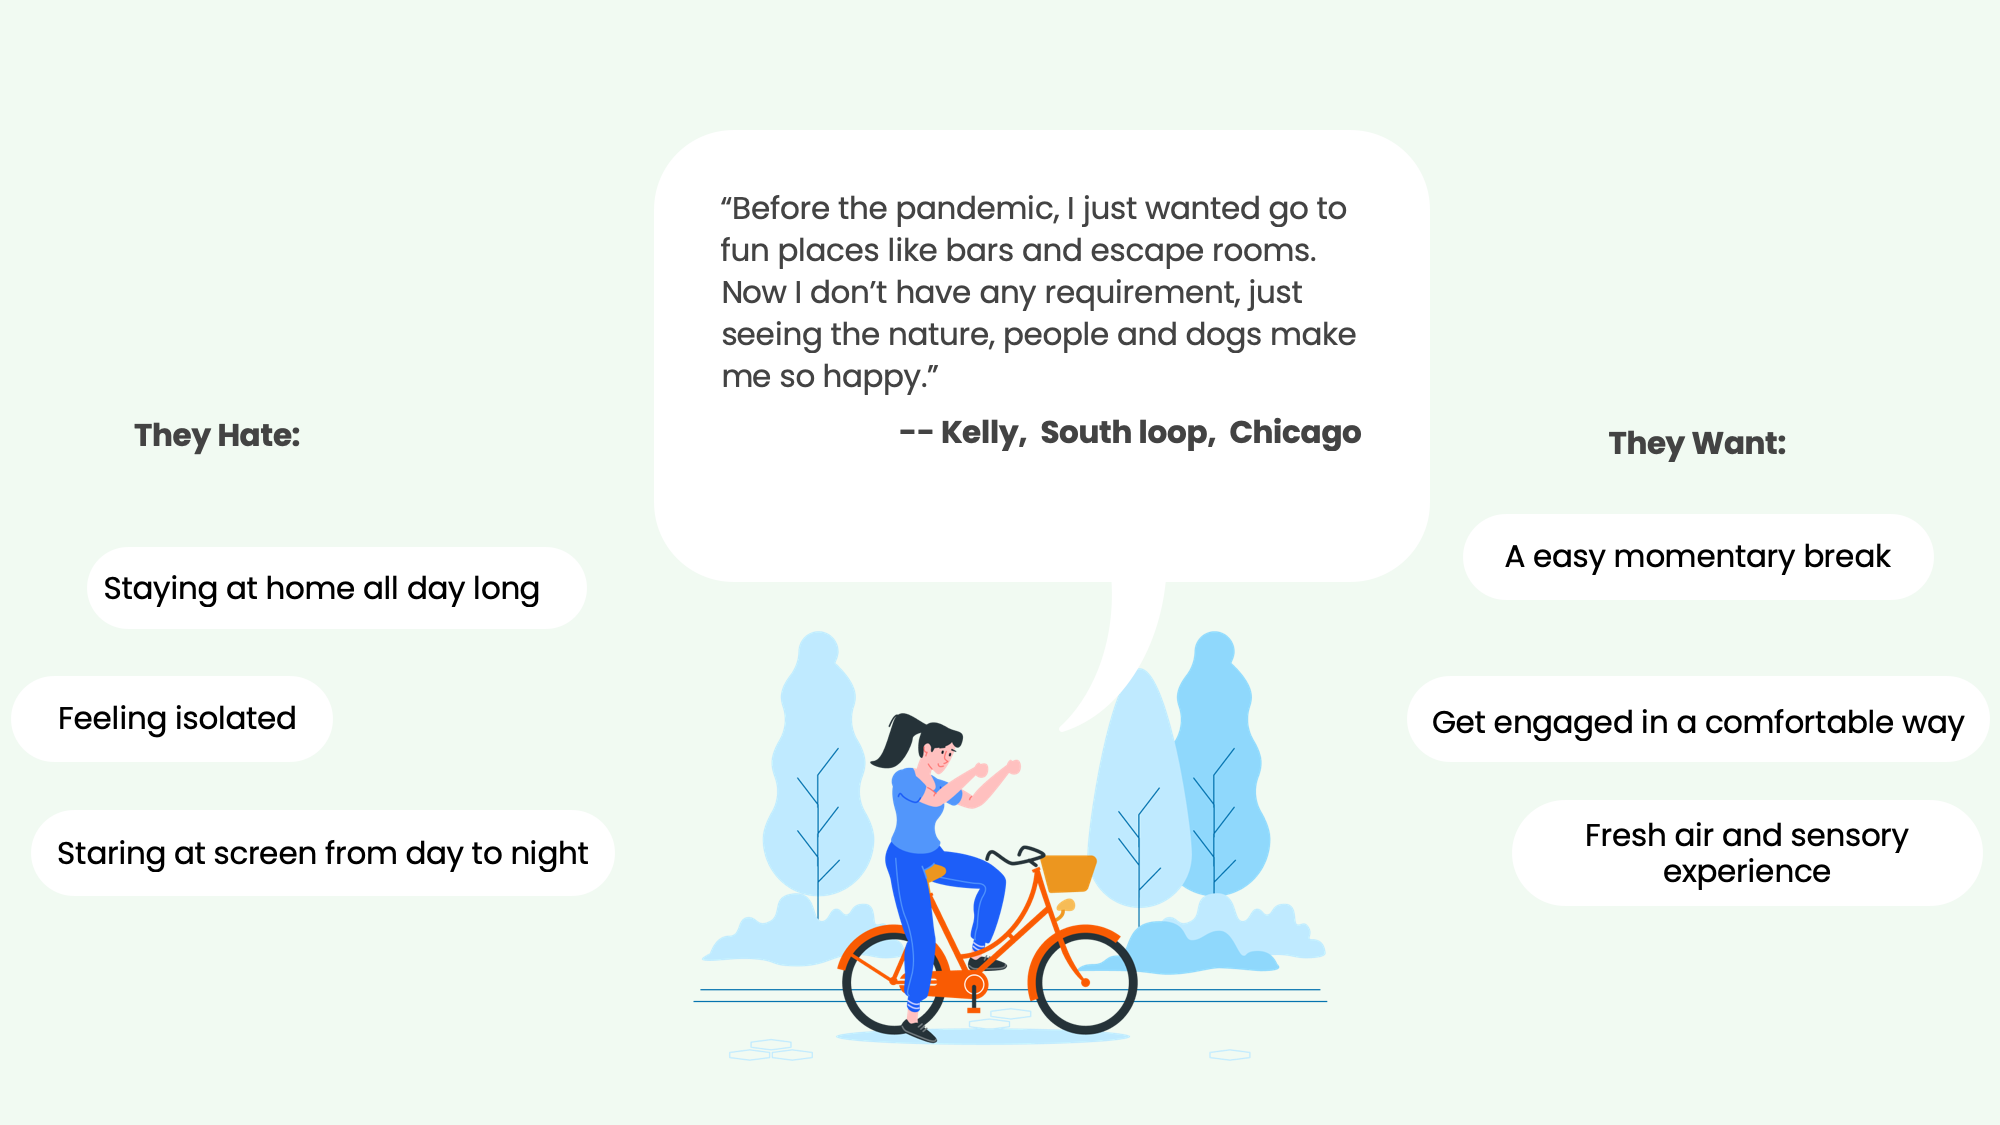 “Before the pandemic, I just wanted go to
fun places like bars and escape rooms.
Now I don’t have any requirement, just
seeing the nature, people and dogs make
me so happy.”
-- Kelly, South loop, Chicago
They Hate:
Staying at home all day long
Feeling isolated
Staring at screen from day to night
They Want:
A easy momentary break
Get engaged in a comfortable way
Fresh air and sensory
experience